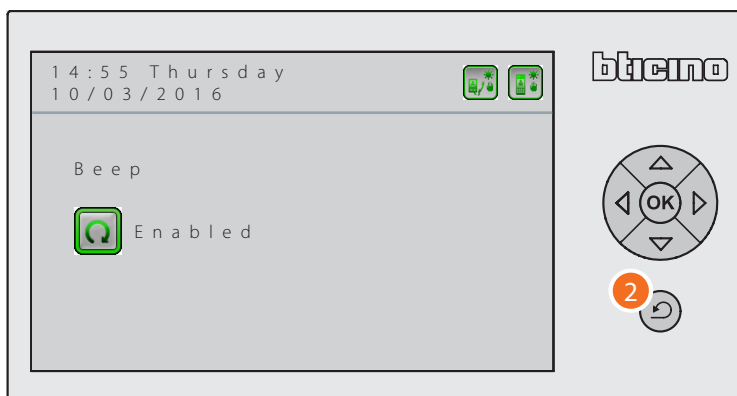 14:55 Thursday
10/03/2016
bticino
Beep
Enabled
OK
2